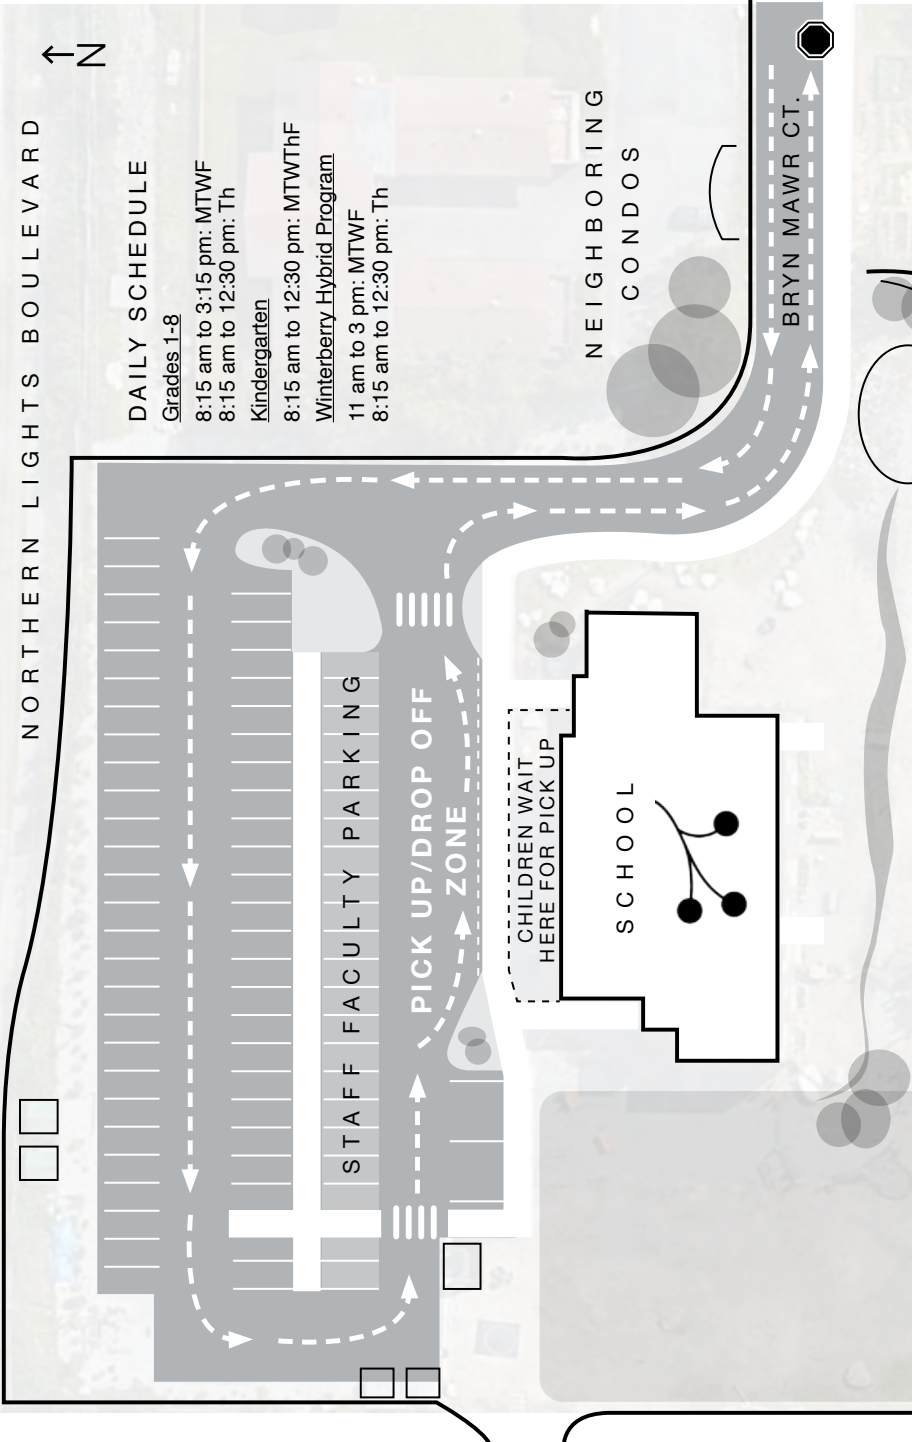 N
NORTHERN LIGHTS BOULEVARD
DAILY SCHEDULE
Grades 1-8
8:15 am to 3:15 pm: MTWF
8:15 am to 12:30 pm: Th
Kindergarten
8:15 am to 12:30 pm: MTWThF
Winterberry Hybrid Program
11 am to 3 pm: MTWF
8:15 am to 12:30 pm: Th
NEIGHBORING
CONDOS
BRYN MAWR CT.
STAFF FACULTY PARKING
PICK UP/DROP OFF
ZONE
CHILDREN WAIT
HERE FOR PICK UP
SCHOOL